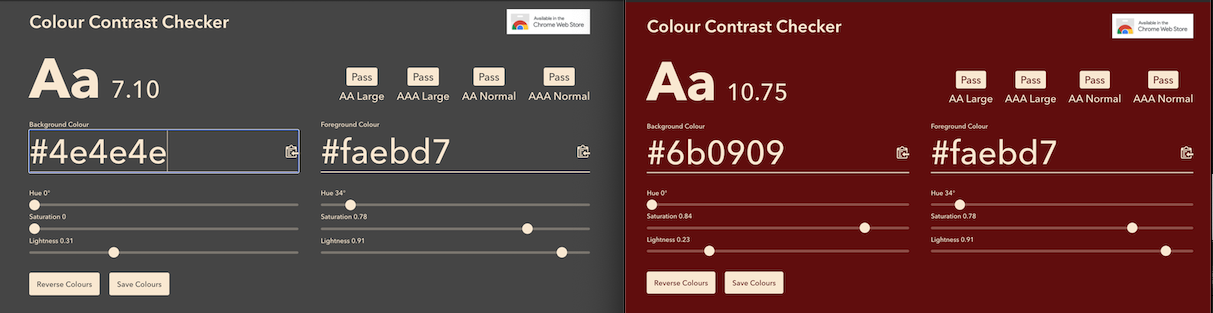 Colour Contrast Checker
Available in the
Chrome Web Store
Aa 7.10
Pass Pass Pass Pass
AA Large AAA Large AA Normal AAA Normal
Background Colour Foreground Colour
#4e4e4e #faebd7
Hue 0° Hue 34°
Saturation 0 Saturation 0.78
Lightness 0.31 Lightness 0.91
Reverse Colours Save Colours
Colour Contrast Checker
Available in the
Chrome Web Store
Aa 10.75
Pass Pass Pass Pass
AA Large AAA Large AA Normal AAA Normal
Background Colour Foreground Colour
#6b0909 #faebd7
Hue 0° Hue 34°
Saturation 0.84 Saturation 0.78
Lightness 0.23 Lightness 0.91
Reverse Colours Save Colours